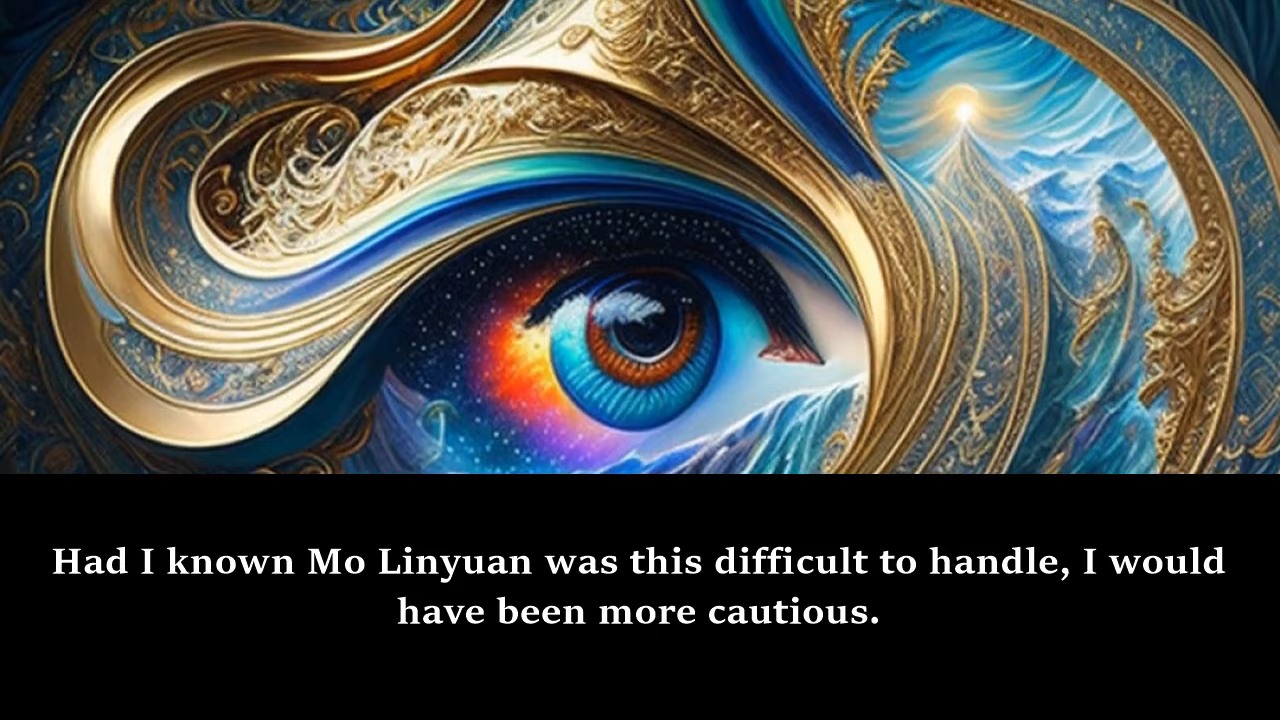 Had I known Mo Linyuan was this difficult to handle, I would
have been more cautious.